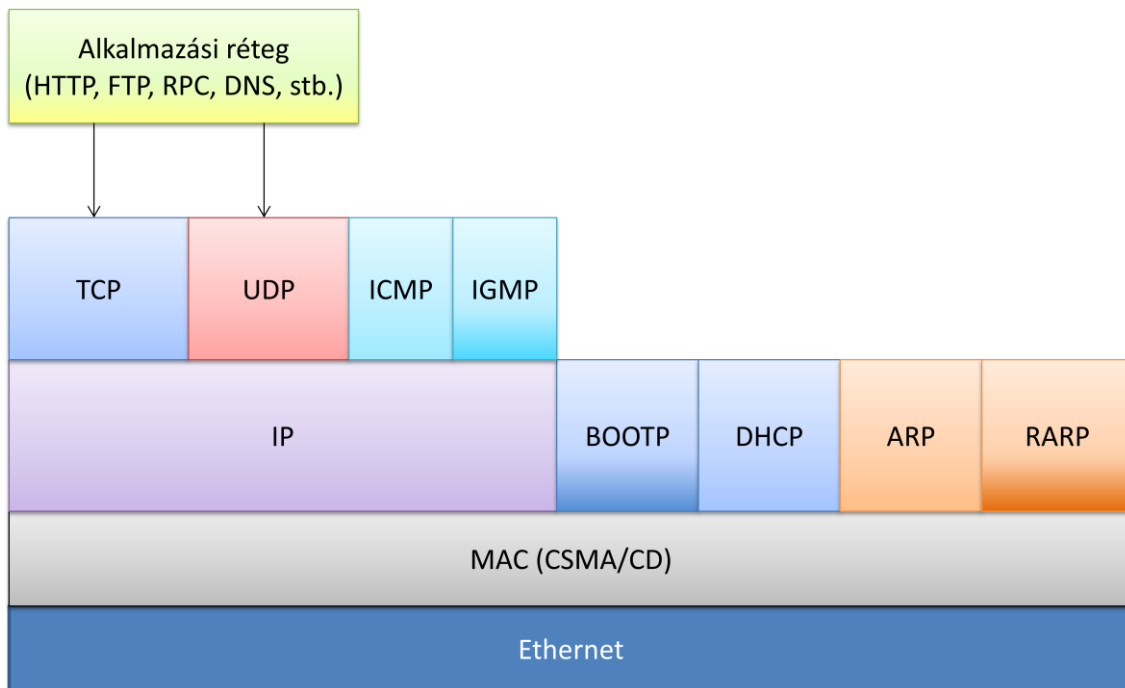 Alkalmazási réteg
(HTTP, FTP, RPC, DNS, stb.)
TCP
UDP
ICMP
IGMP
IP
BOOTP
DHCP
ARP
RARP
MAC (CSMA/CD)
Ethernet